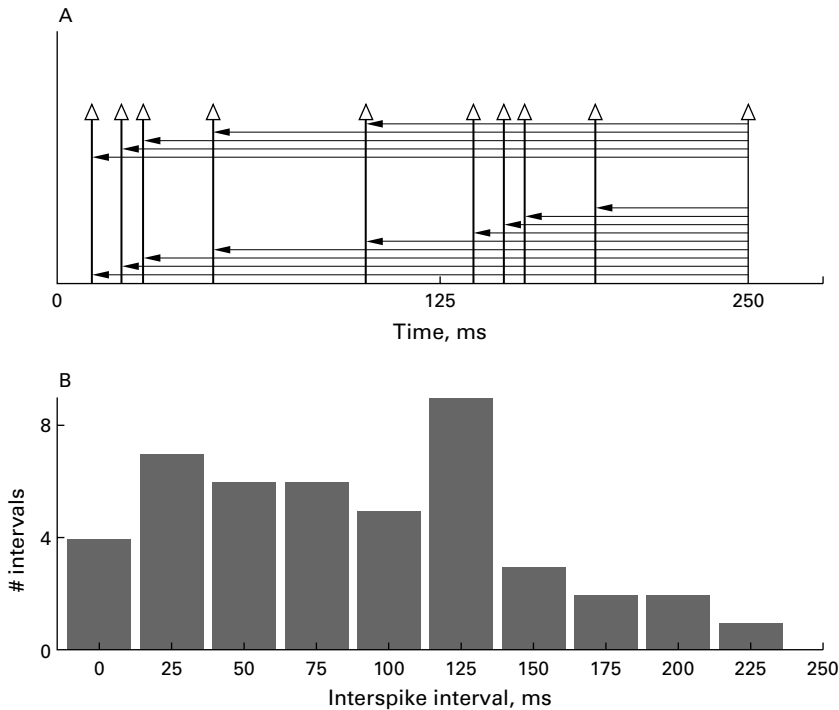 A
0 125 250
Time, ms
B
8
4
0
# intervals
0 25 50 75 100 125 150 175 200 225 250
Interspike interval, ms